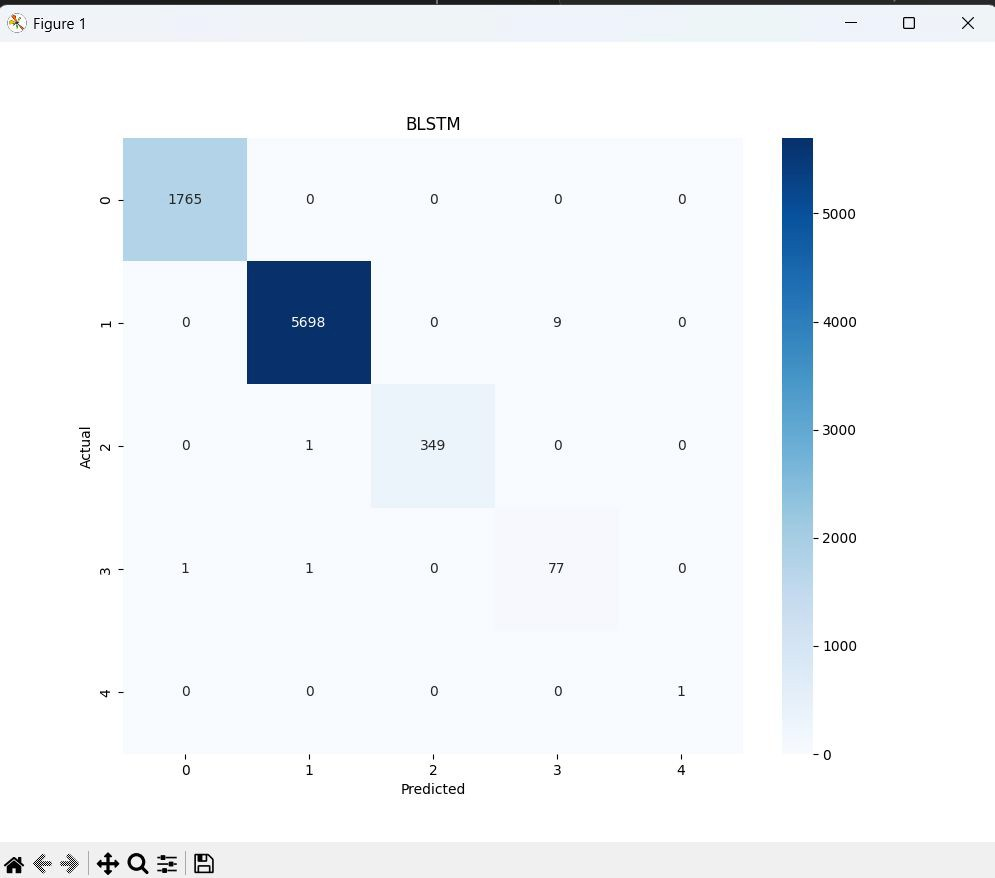 Figure 1
BLSTM
0 1765 0 0 0 0
1 0 5698 0 9 0
2 0 1 349 0 0
3 1 1 0 77 0
4 0 0 0 0 1
0 1 2 3 4
Predicted
Actual
5000
4000
3000
2000
1000
0